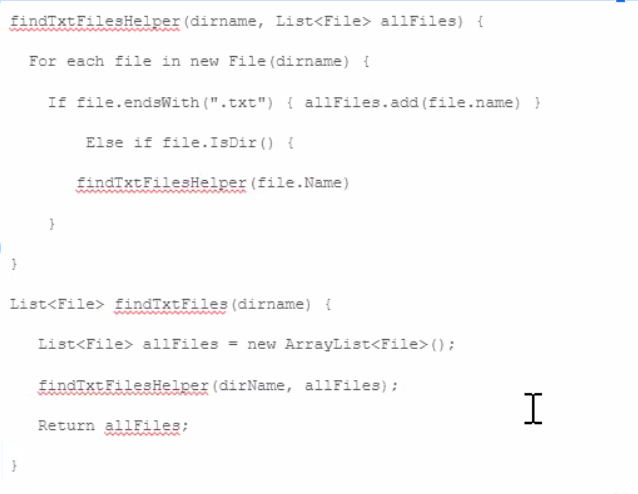 findTxtFilesHelper(dirname, List<File> allFiles) {
For each file in new File(dirname) {
If file.endsWith(".txt") { allFiles.add(file.name) }
Else if file.IsDir() {
findTxtFilesHelper(file.Name)
}
}
List<File> findTxtFiles(dirname) {
List<File> allFiles = new ArrayList<File>();
findTxtFilesHelper(dirName, allFiles);
Return allFiles;
}